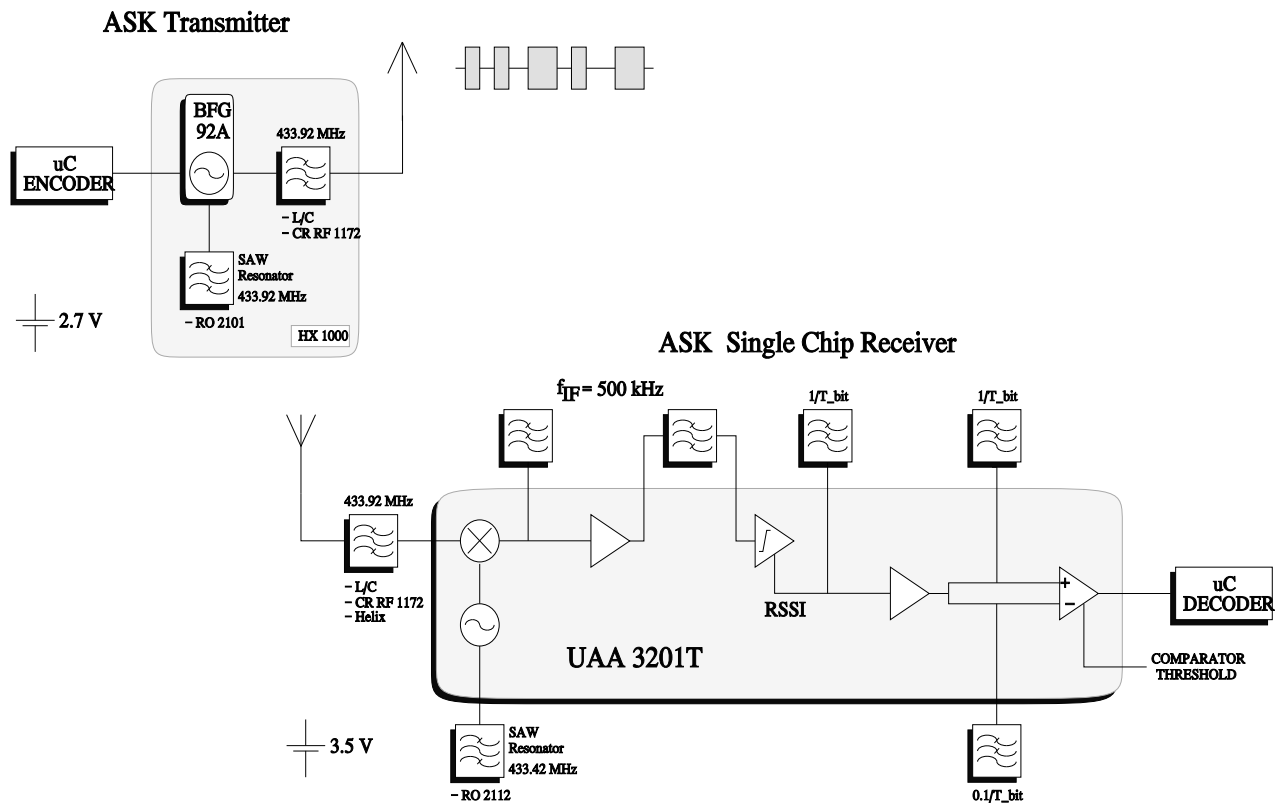 ASK Transmitter
BFG
92A
433.92 MHz
uC
ENCODER
– L/C
– CR RF 1172
SAW
Resonator
433.92 MHz
– RO 2101
HX 1000
2.7 V
ASK Single Chip Receiver
fIF = 500 kHz
1/T_bit
1/T_bit
433.92 MHz
– L/C
– CR RF 1172
– Helix
RSSI
+
–
uC
DECODER
UAA 3201T
COMPARATOR
THRESHOLD
3.5 V
SAW
Resonator
433.42 MHz
– RO 2112
0.1/T_bit